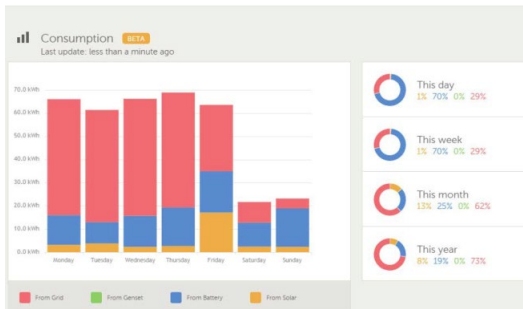 Consumption BETA
Last update: less than a minute ago
70.0 kWh
60.0 kWh
50.0 kWh
40.0 kWh
30.0 kWh
20.0 kWh
10.0 kWh
0.0 kWh
Monday Tuesday Wednesday Thursday Friday Saturday Sunday
From Grid From Genset From Battery From Solar
This day
1% 70% 0% 29%
This week
1% 70% 0% 29%
This month
13% 25% 0% 62%
This year
8% 19% 0% 73%